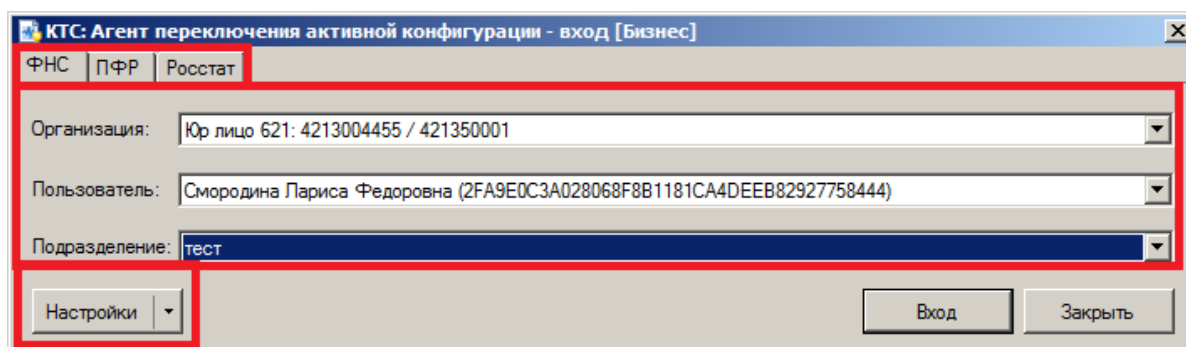 КТС: Агент переключения активной конфигурации - вход [Бизнес]
ФНС ПФР Росстат
Организация: Юр лицо 621: 4213004455 / 421350001
Пользователь: Смородина Лариса Федоровна (2FA9E0C3A028068F8B1181CA4DEEB82927758444)
Подразделение: тест
Настройки Вход Закрыть